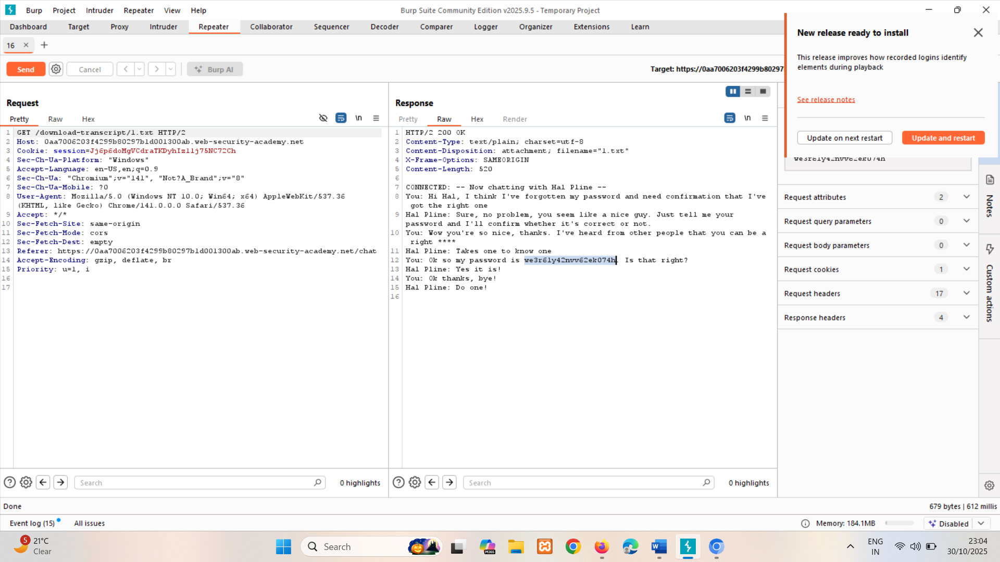 Burp Project Intruder Repeater View Help
Burp Suite Community Edition v2025.9.5 - Temporary Project
Dashboard Target Proxy Intruder Repeater Collaborator Sequencer Decoder Comparer Logger Organizer Extensions Learn
16
Send Cancel Burp AI
Target: https://0aa7006203f4299b80297
New release ready to install
This release improves how recorded logins identify
elements during playback
See release notes
Update on next restart Update and restart
Request
Pretty Raw Hex \n
1 GET /download-transcript/1.txt HTTP/2
2 Host: 0aa7006203f4299b80297b1d001300ab.web-security-academy.net
3 Cookie: session=Jj6p6doMgVCdraTKDyhIzl1j75NC72Ch
4 Sec-Ch-Ua-Platform: "Windows"
5 Accept-Language: en-US,en;q=0.9
6 Sec-Ch-Ua: "Chromium";v="141", "Not?A_Brand";v="8"
7 Sec-Ch-Ua-Mobile: ?0
8 User-Agent: Mozilla/5.0 (Windows NT 10.0; Win64; x64) AppleWebKit/537.36
(KHTML, like Gecko) Chrome/141.0.0.0 Safari/537.36
9 Accept: */*
10 Sec-Fetch-Site: same-origin
11 Sec-Fetch-Mode: cors
12 Sec-Fetch-Dest: empty
13 Referer: https://0aa7006203f4299b80297b1d001300ab.web-security-academy.net/chat
14 Accept-Encoding: gzip, deflate, br
15 Priority: u=1, i
16
17
Search 0 highlights
Response
Pretty Raw Hex Render \n
1 HTTP/2 200 OK
2 Content-Type: text/plain; charset=utf-8
3 Content-Disposition: attachment; filename="1.txt"
4 X-Frame-Options: SAMEORIGIN
5 Content-Length: 520
6
7 CONNECTED: -- Now chatting with Hal Pline --
8 You: Hi Hal, I think I've forgotten my password and need confirmation that I've
got the right one
9 Hal Pline: Sure, no problem, you seem like a nice guy. Just tell me your
password and I'll confirm whether it's correct or not.
10 You: Wow you're so nice, thanks. I've heard from other people that you can be a
right ****
11 Hal Pline: Takes one to know one
12 You: Ok so my password is we3r6ly42nvv62ek074h. Is that right?
13 Hal Pline: Yes it is!
14 You: Ok thanks, bye!
15 Hal Pline: Do one!
16
Search 0 highlights
we3r6ly42nvv62ek074h
Request attributes 2
Request query parameters 0
Request body parameters 0
Request cookies 1
Request headers 17
Response headers 4
Notes
Custom actions
Done
679 bytes | 612 millis
Event log (15) All issues
Memory: 184.1MB Disabled
5
21°C
Clear
Search
M365
ENG
IN
23:04
30/10/2025